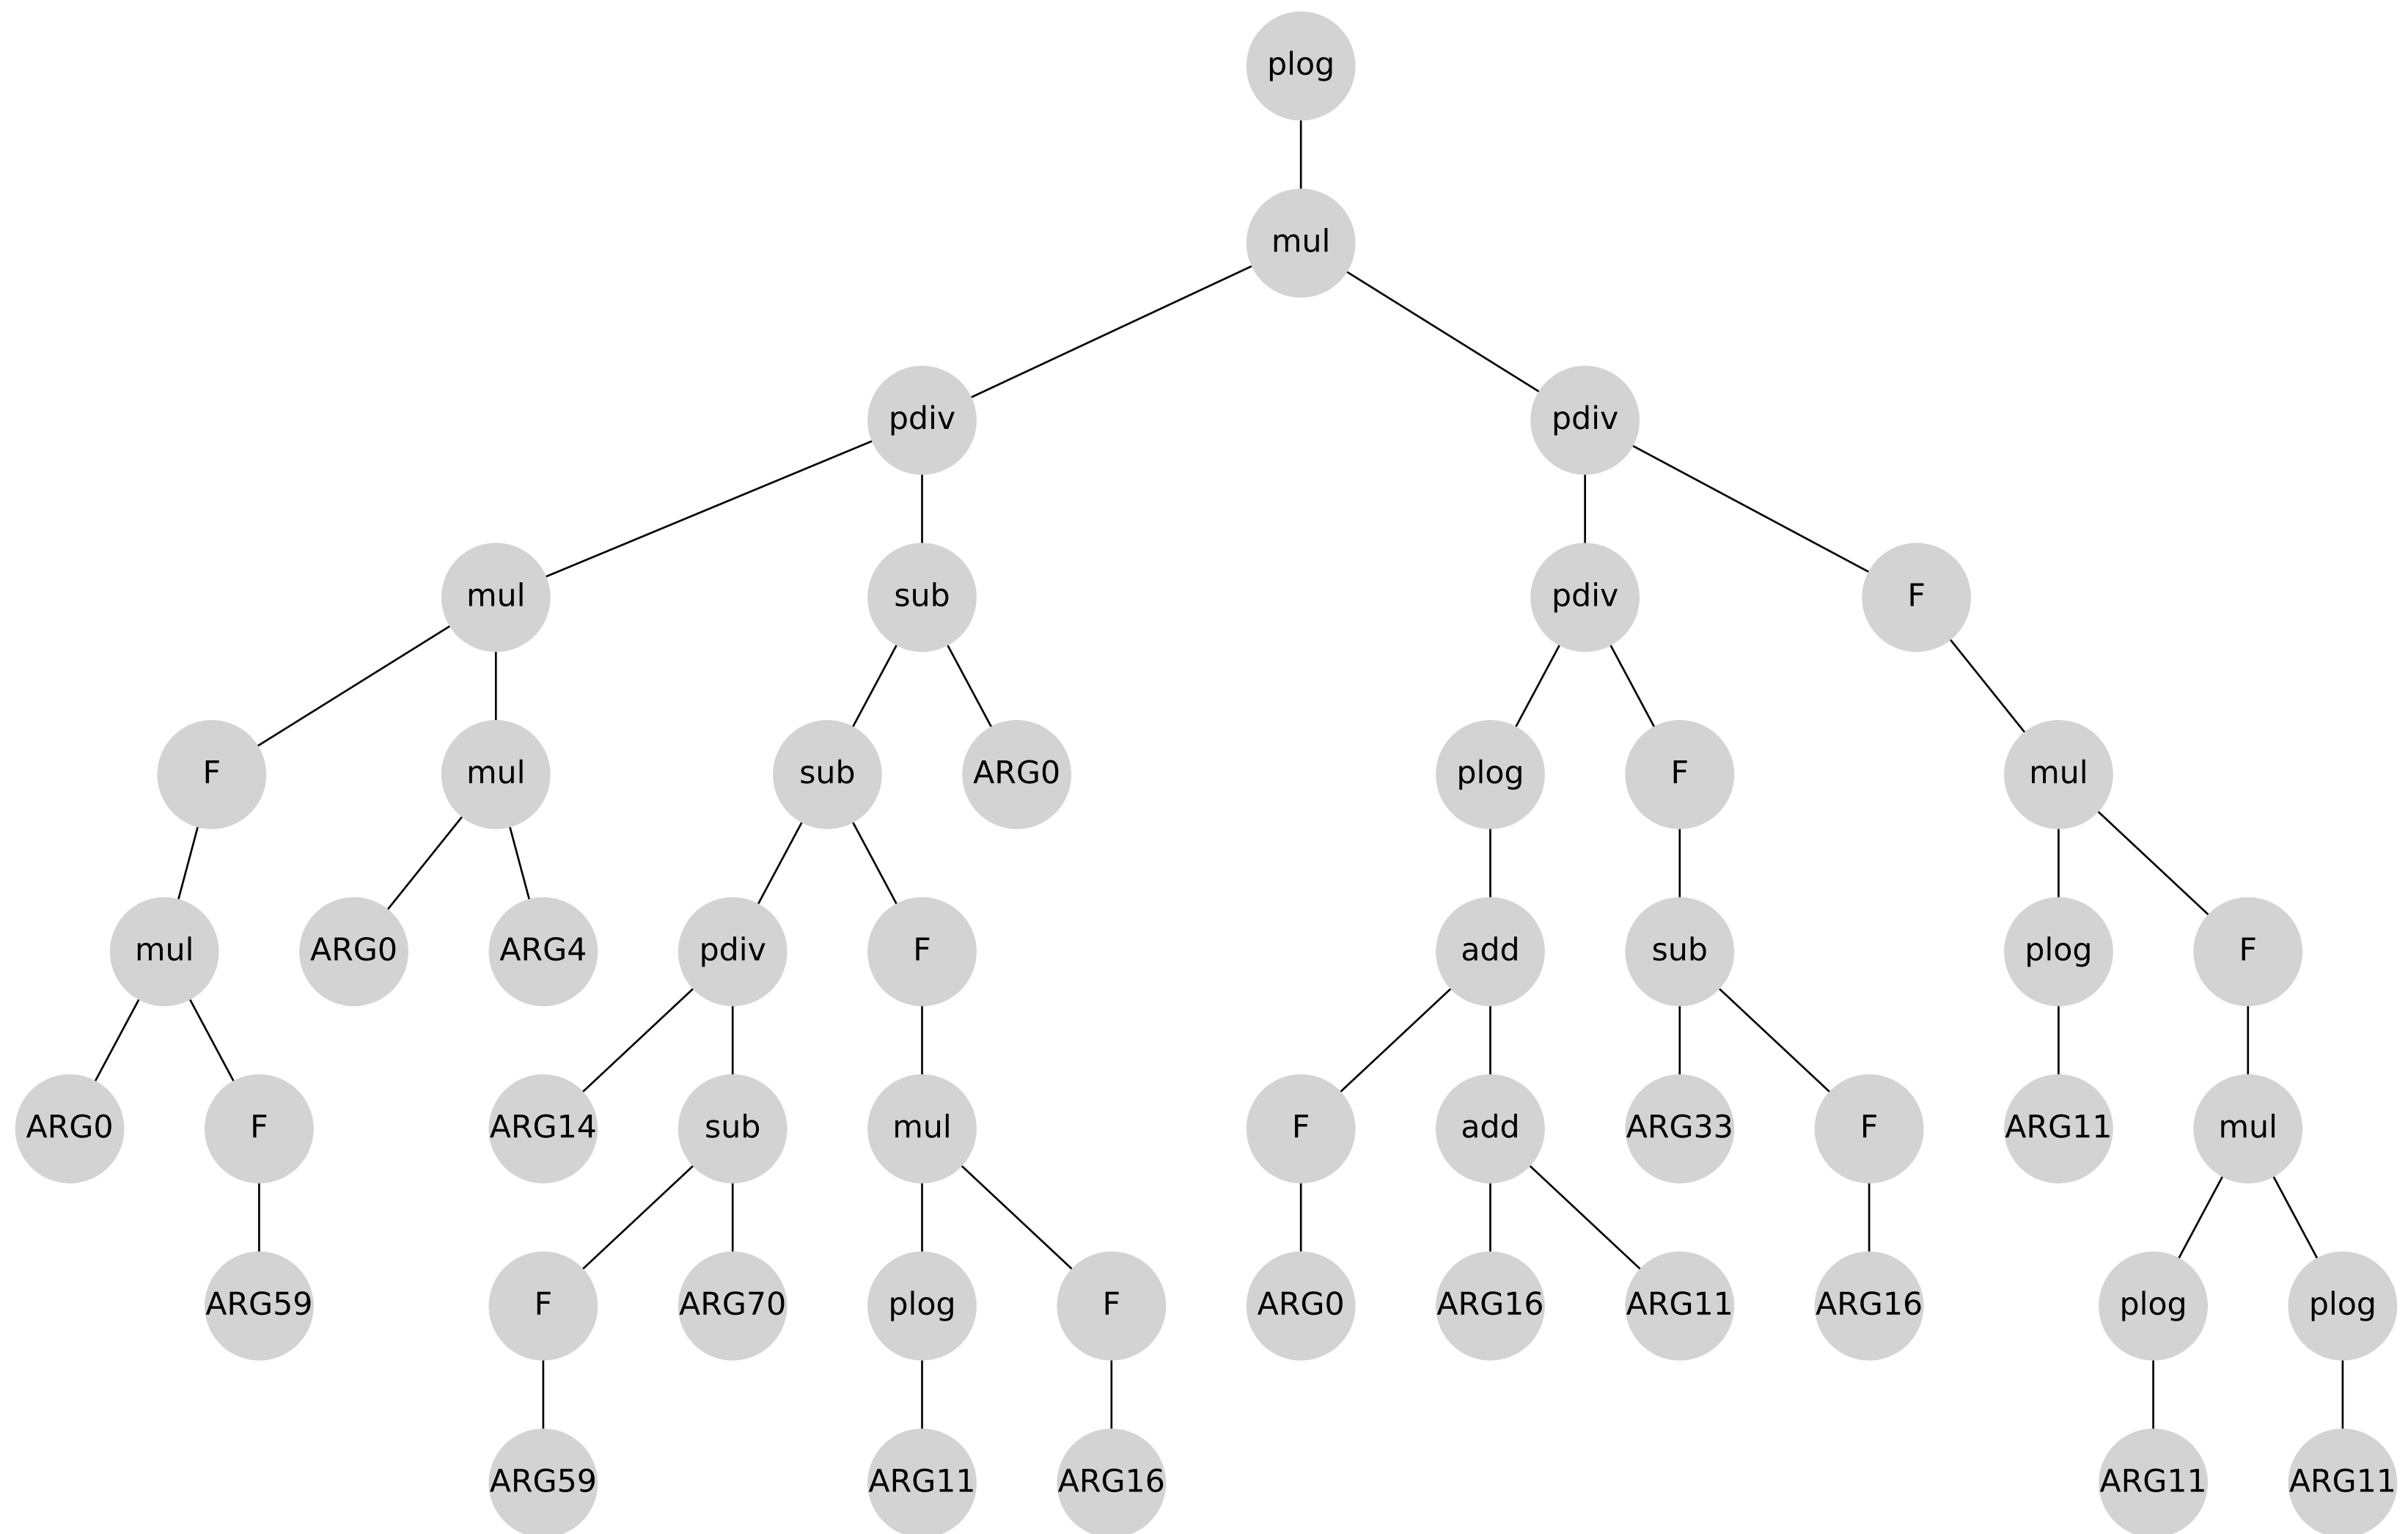 plog
mul
pdiv pdiv
mul sub pdiv F
F mul sub ARG0 plog F mul
mul ARG0 ARG4 pdiv F add sub plog F
ARG0 F ARG14 sub mul F add ARG33 F ARG11 mul
ARG59 F ARG70 plog F ARG0 ARG16 ARG11 ARG16 plog plog
ARG59 ARG11 ARG16 ARG11 ARG11